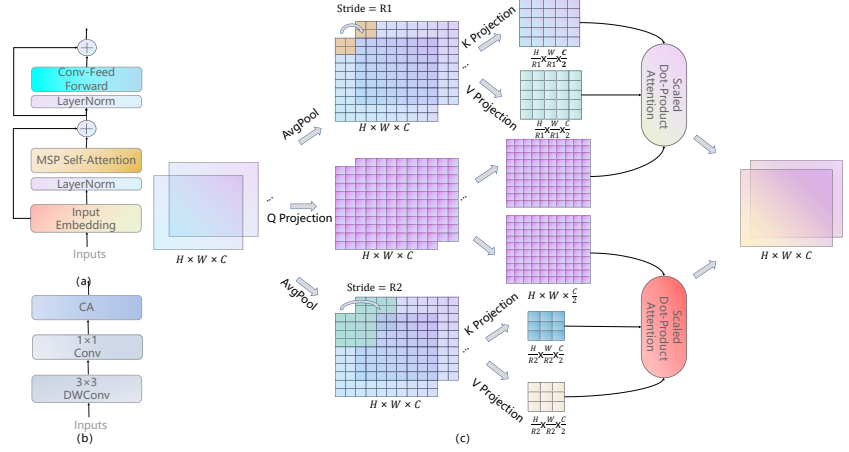 Conv-Feed
Forward
LayerNorm
MSP Self-Attention
LayerNorm
Input
Embedding
Inputs
(a)
CA
1×1
Conv
3×3
DWConv
Inputs
(b)
H × W × C
...
AvgPool
Q Projection
AvgPool
Stride = R1
H × W × C
...
K Projection
V Projection
H/R1 x W/R1 x C/2
H/R1 x W/R1 x C/2
H × W × C
...
H × W × C/2
Stride = R2
H × W × C
...
K Projection
V Projection
H/R2 x W/R2 x C/2
H/R2 x W/R2 x C/2
Scaled
Dot-Product
Attention
Scaled
Dot-Product
Attention
H × W × C
(c)